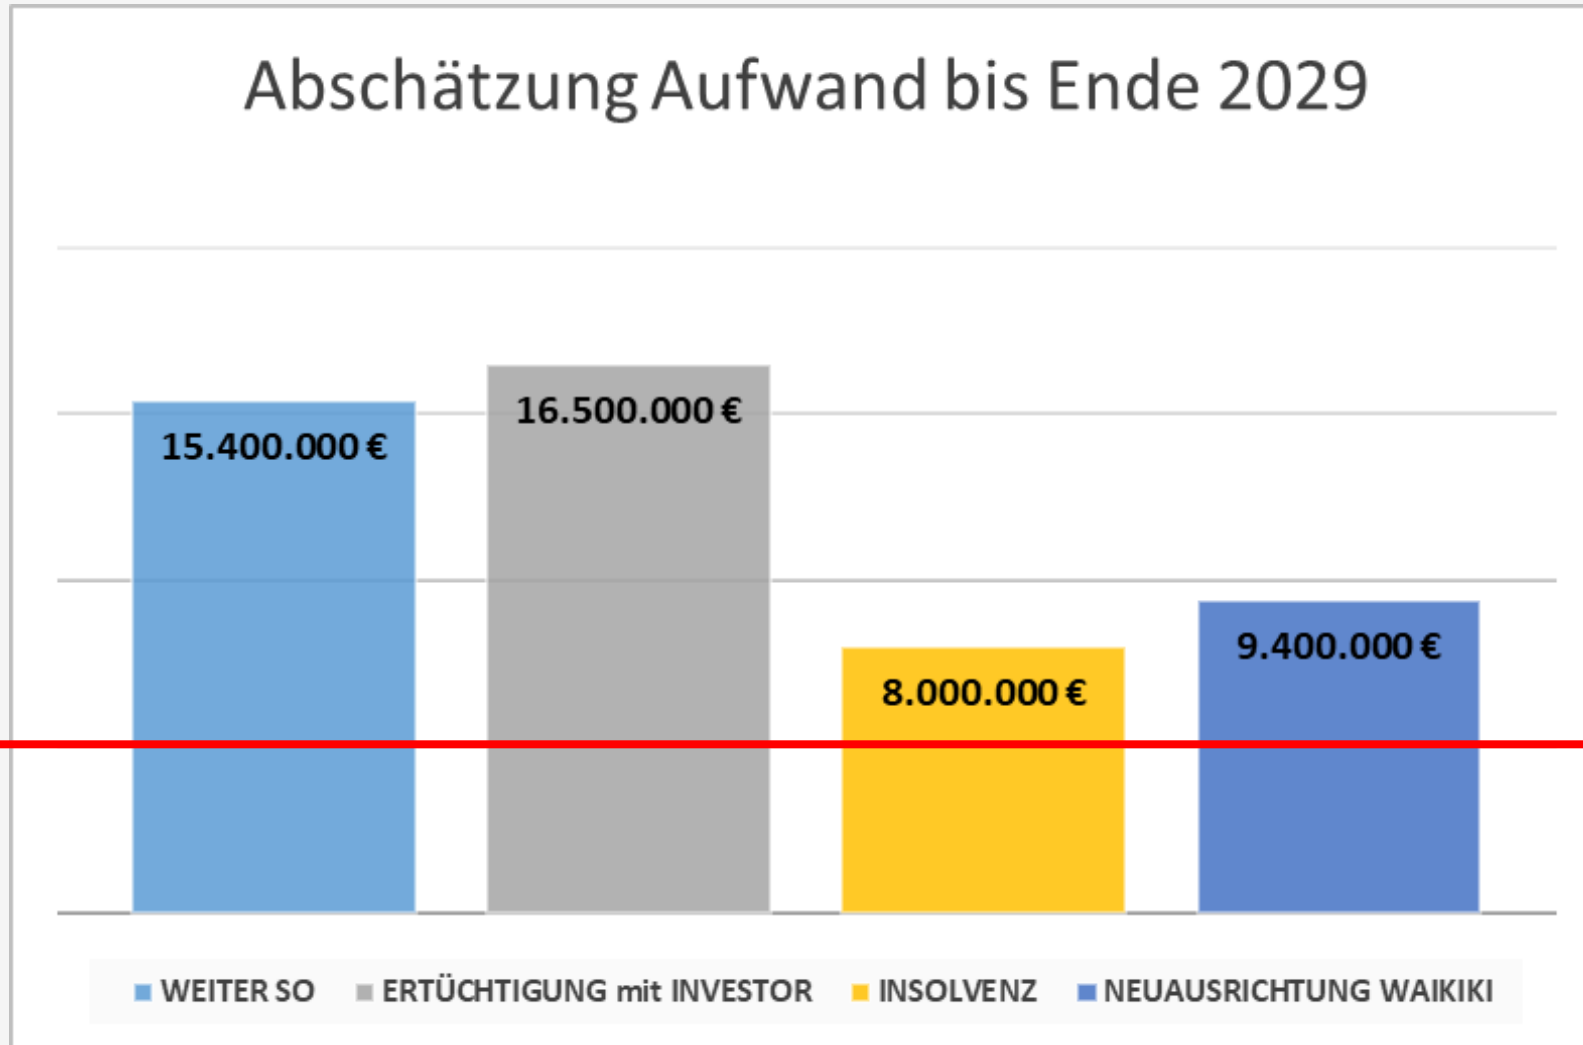 Abschätzung Aufwand bis Ende 2029
15.400.000 €
16.500.000 €
8.000.000 €
9.400.000 €
WEITER SO ERTÜCHTIGUNG mit INVESTOR INSOLVENZ NEUAUSRICHTUNG WAIKIKI